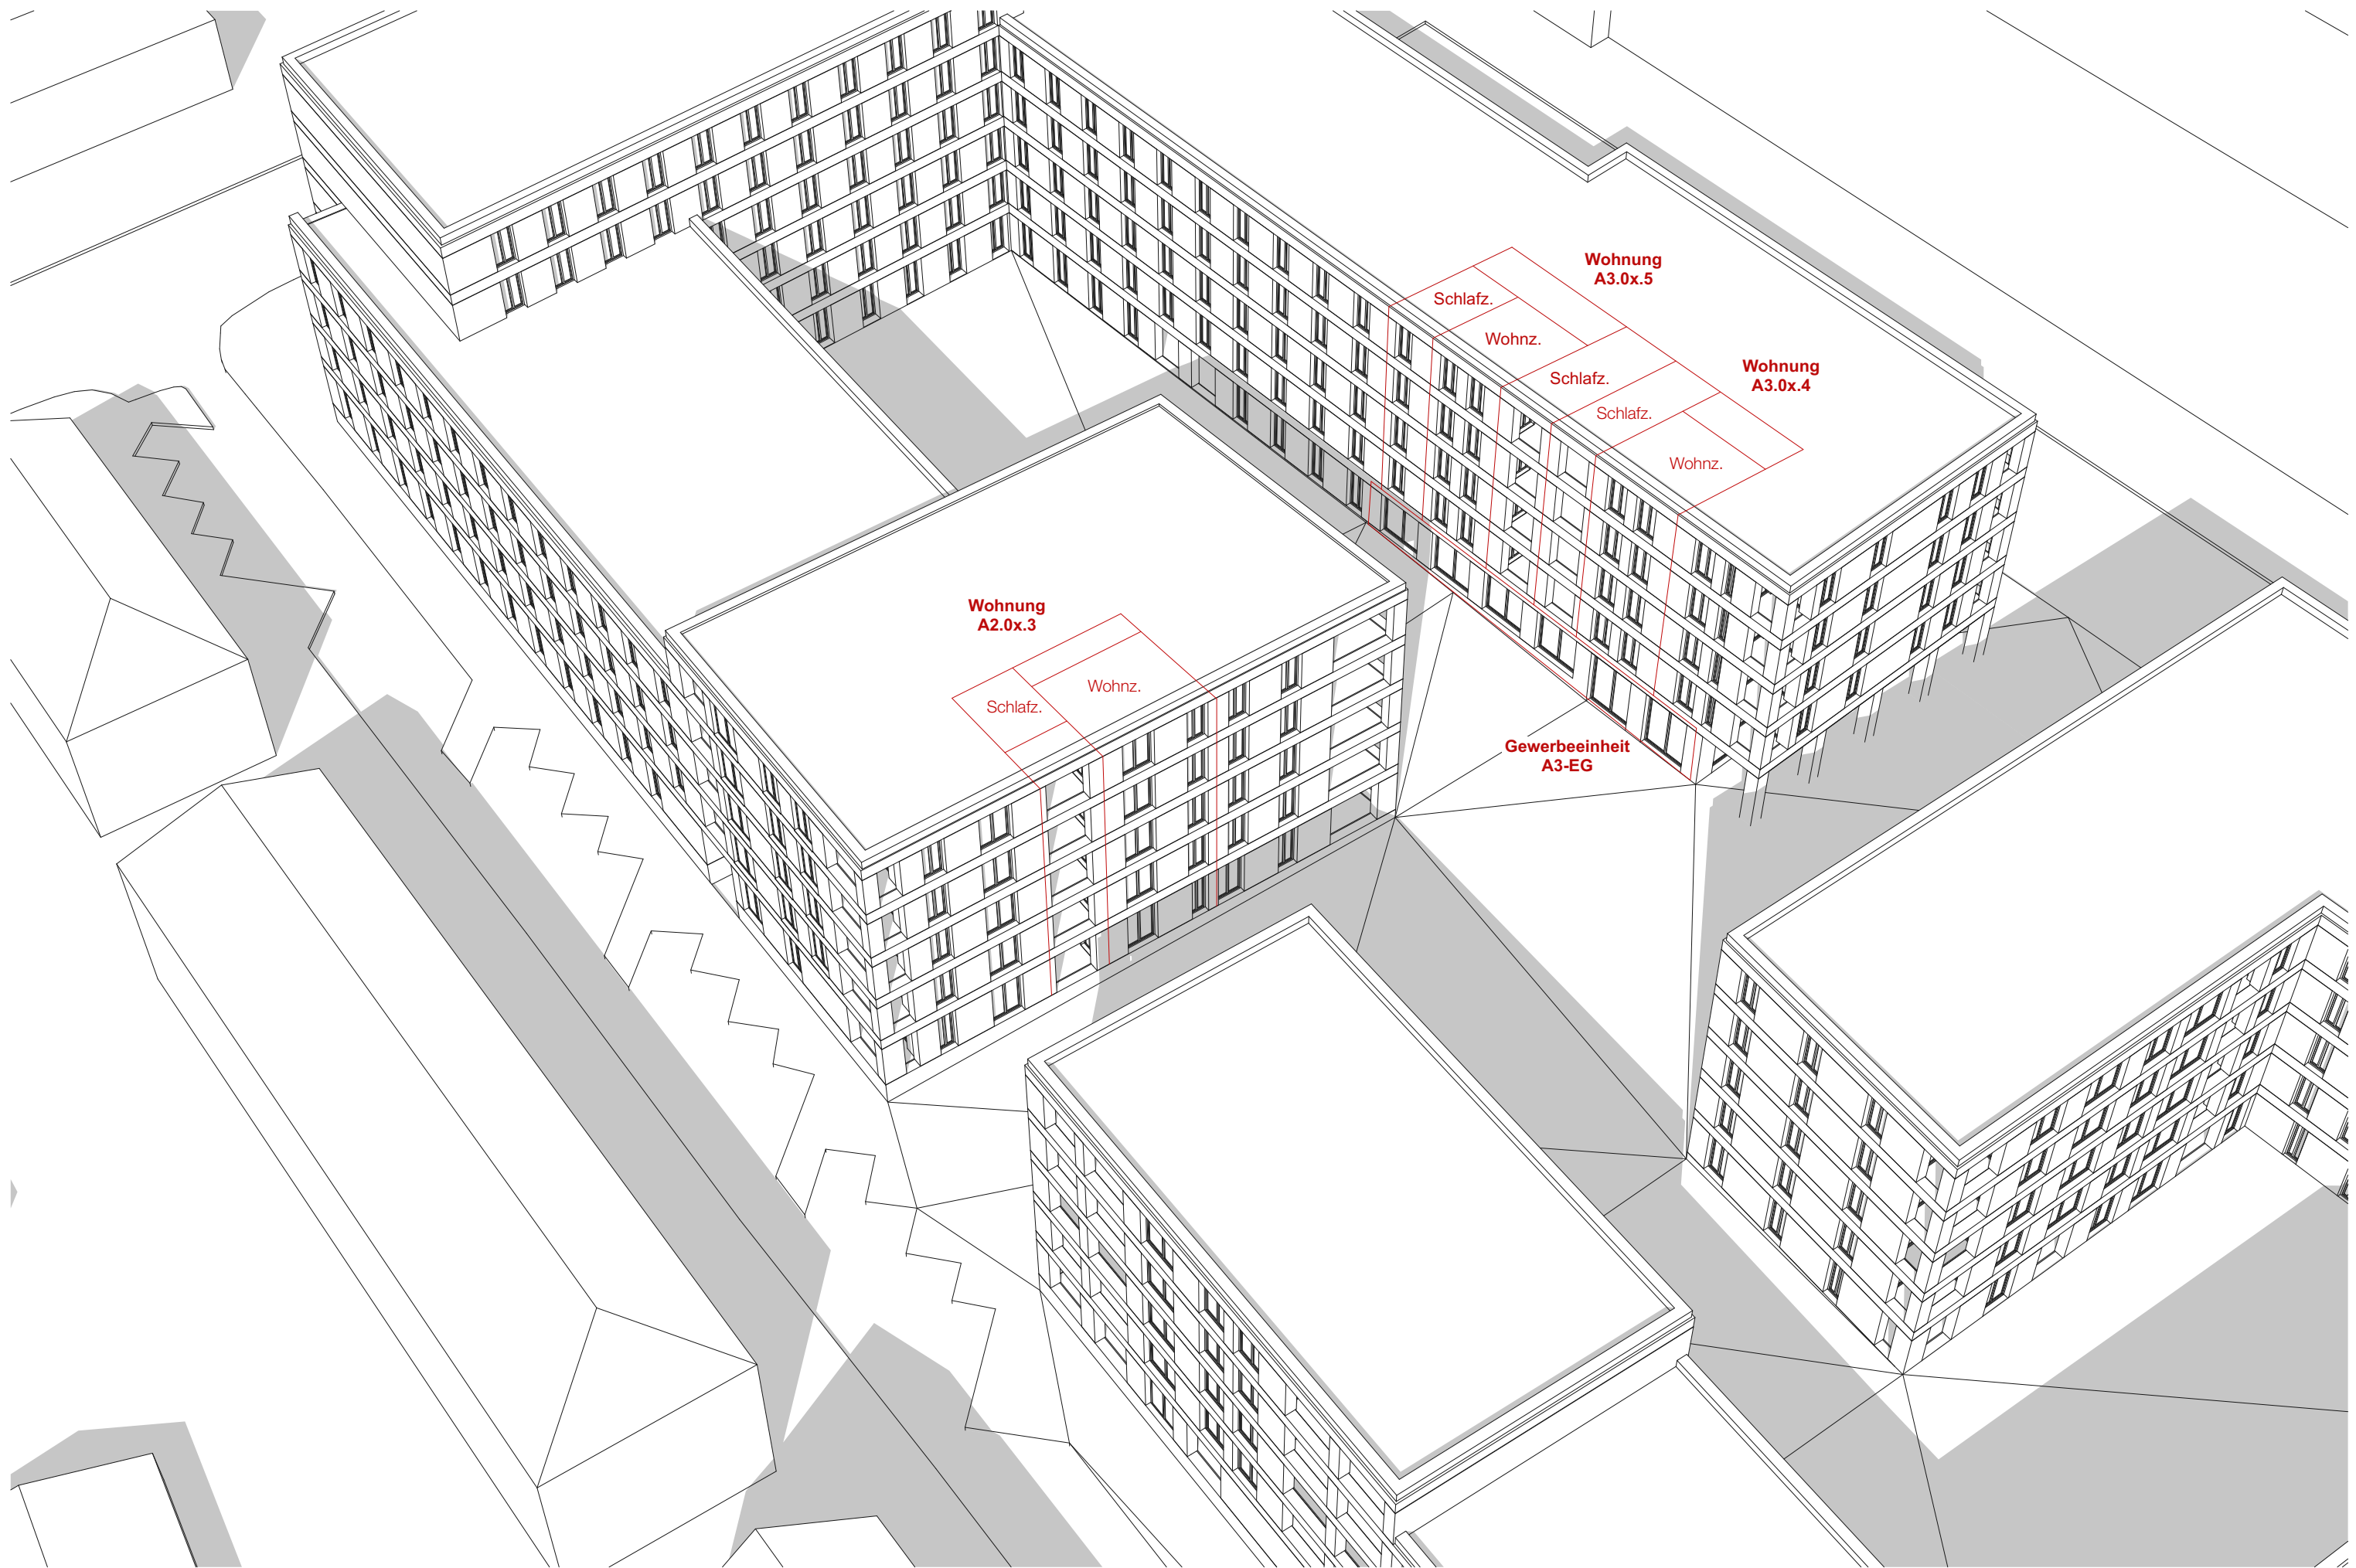 Wohnung
A3.0x.5
Schlafz.
Wohnz.
Wohnung
A3.0x.4
Schlafz.
Schlafz.
Wohnz.
Wohnung
A2.0x.3
Wohnz.
Schlafz.
Gewerbeeinheit
A3-EG